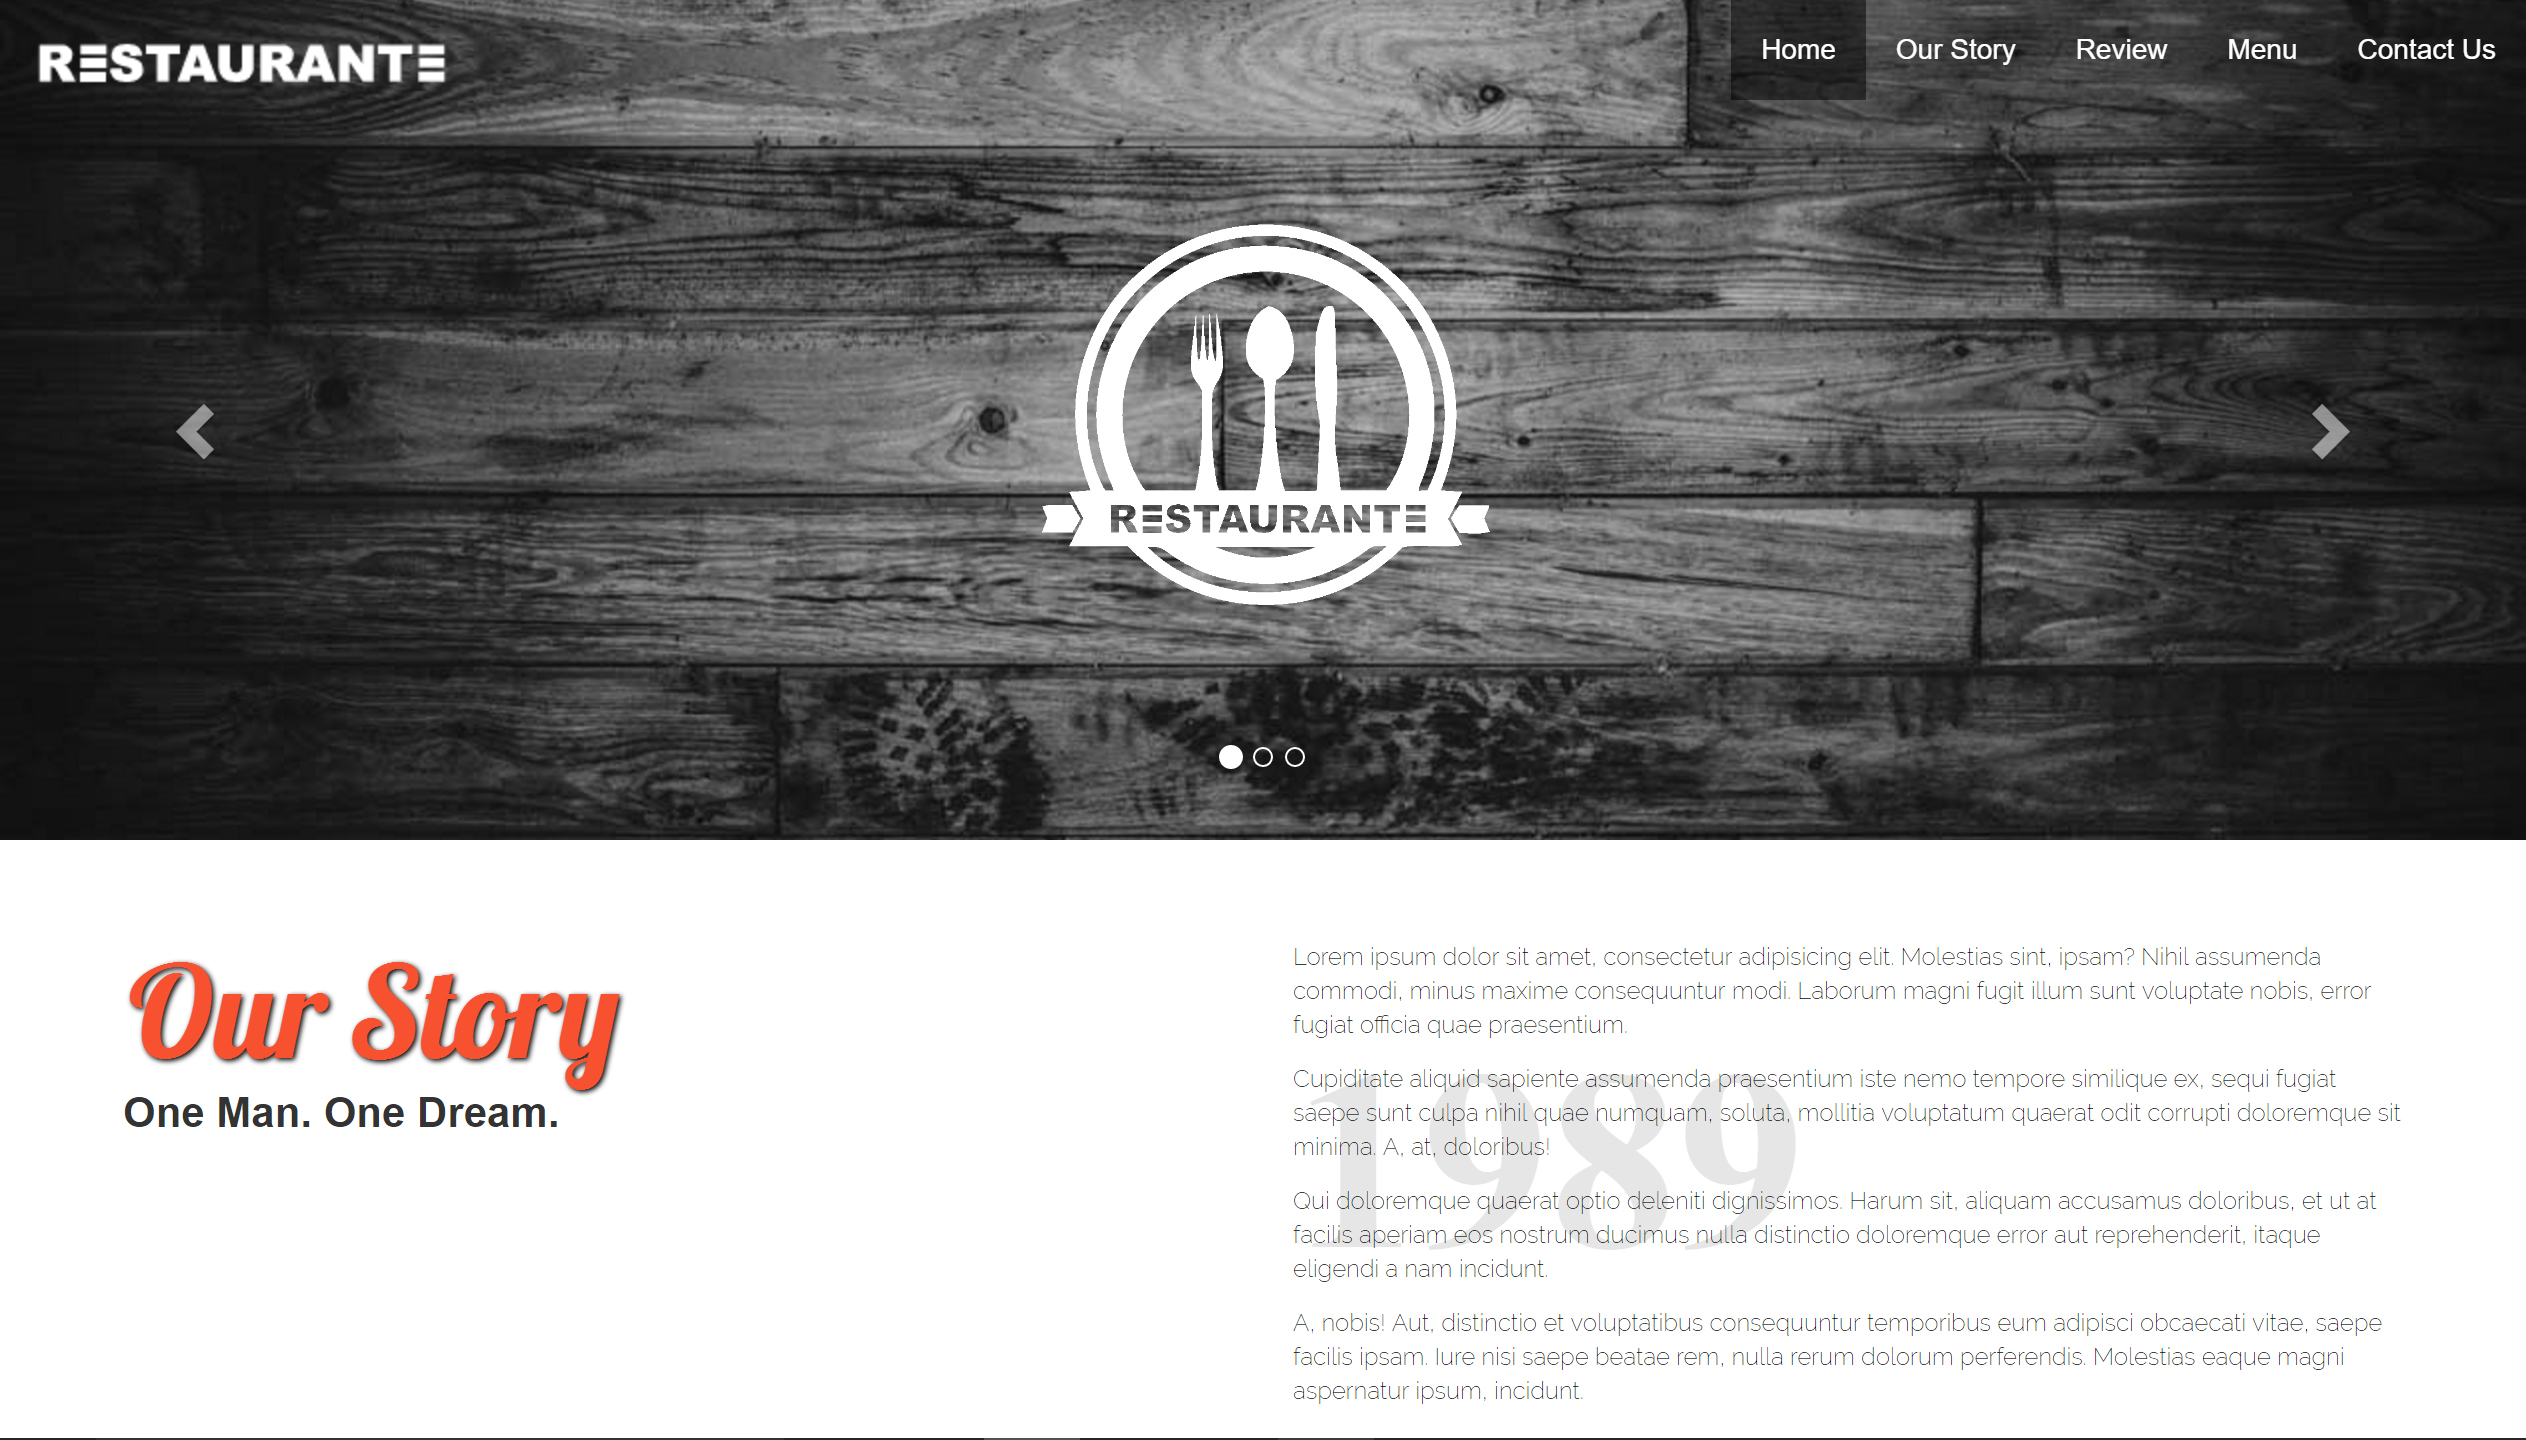 RESTAURANTE
Home
Our Story
Review
Menu
Contact Us
RESTAURANTE
Our Story
One Man. One Dream.
Lorem ipsum dolor sit amet, consectetur adipisicing elit. Molestias sint, ipsam? Nihil assumenda
commodi, minus maxime consequuntur modi. Laborum magni fugit illum sunt voluptate nobis, error
fugiat officia quae praesentium.
1989
Cupiditate aliquid sapiente assumenda praesentium iste nemo tempore similique ex, sequi fugiat
saepe sunt culpa nihil quae numquam, soluta, mollitia voluptatum quaerat odit corrupti doloremque sit
minima. A, at, doloribus!
Qui doloremque quaerat optio deleniti dignissimos. Harum sit, aliquam accusamus doloribus, et ut at
facilis aperiam eos nostrum ducimus nulla distinctio doloremque error aut reprehenderit, itaque
eligendi a nam incidunt.
A, nobis! Aut, distinctio et voluptatibus consequuntur temporibus eum adipisci obcaecati vitae, saepe
facilis ipsam. Iure nisi saepe beatae rem, nulla rerum dolorum perferendis. Molestias eaque magni
aspernatur ipsum, incidunt.